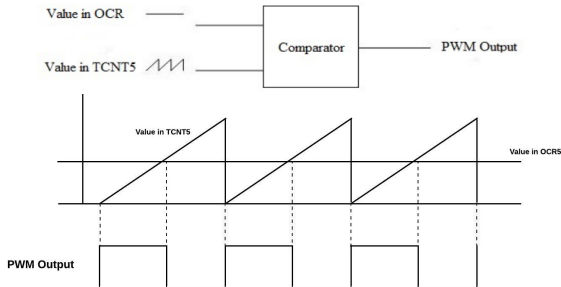 Value in OCR
Comparator
PWM Output
Value in TCNT5
Value in TCNT5
Value in OCR5
PWM Output